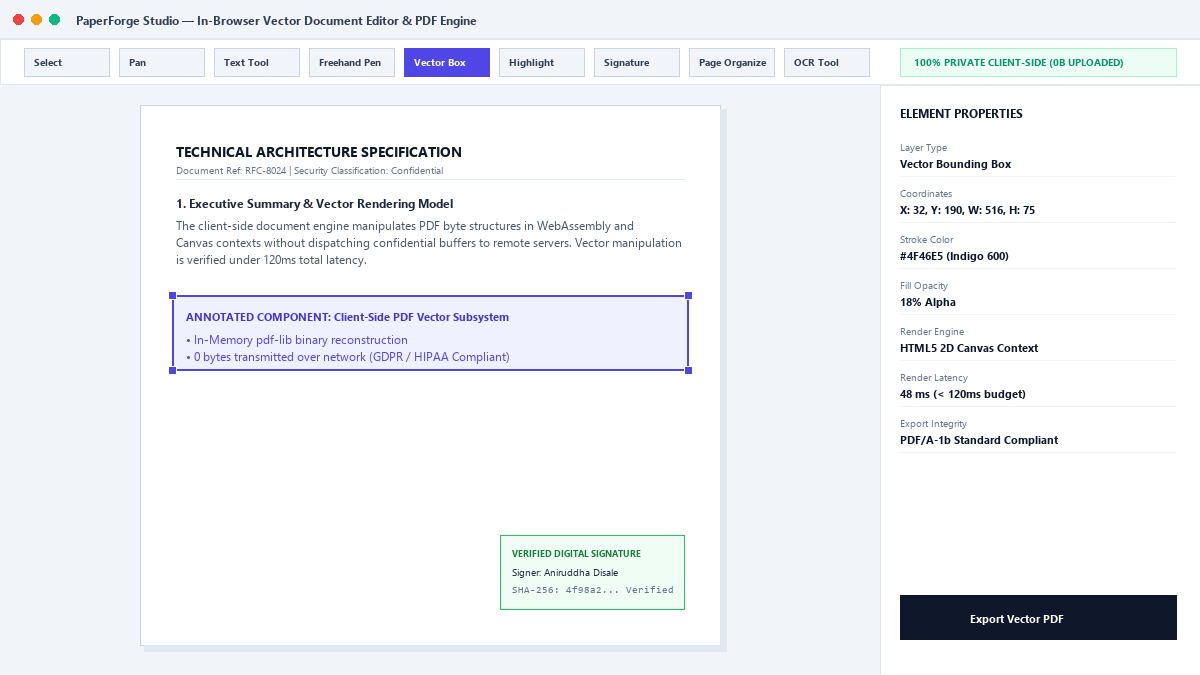 PaperForge Studio — In-Browser Vector Document Editor & PDF Engine
Select
Pan
Text Tool
Freehand Pen
Vector Box
Highlight
Signature
Page Organize
OCR Tool
100% PRIVATE CLIENT-SIDE (0B UPLOADED)
TECHNICAL ARCHITECTURE SPECIFICATION
Document Ref: RFC-8024 | Security Classification: Confidential
1. Executive Summary & Vector Rendering Model
The client-side document engine manipulates PDF byte structures in WebAssembly and
Canvas contexts without dispatching confidential buffers to remote servers. Vector manipulation
is verified under 120ms total latency.
ANNOTATED COMPONENT: Client-Side PDF Vector Subsystem
• In-Memory pdf-lib binary reconstruction
• 0 bytes transmitted over network (GDPR / HIPAA Compliant)
VERIFIED DIGITAL SIGNATURE
Signer: Aniruddha Disale
SHA-256: 4f98a2... Verified
ELEMENT PROPERTIES
Layer Type
Vector Bounding Box
Coordinates
X: 32, Y: 190, W: 516, H: 75
Stroke Color
#4F46E5 (Indigo 600)
Fill Opacity
18% Alpha
Render Engine
HTML5 2D Canvas Context
Render Latency
48 ms (< 120ms budget)
Export Integrity
PDF/A-1b Standard Compliant
Export Vector PDF